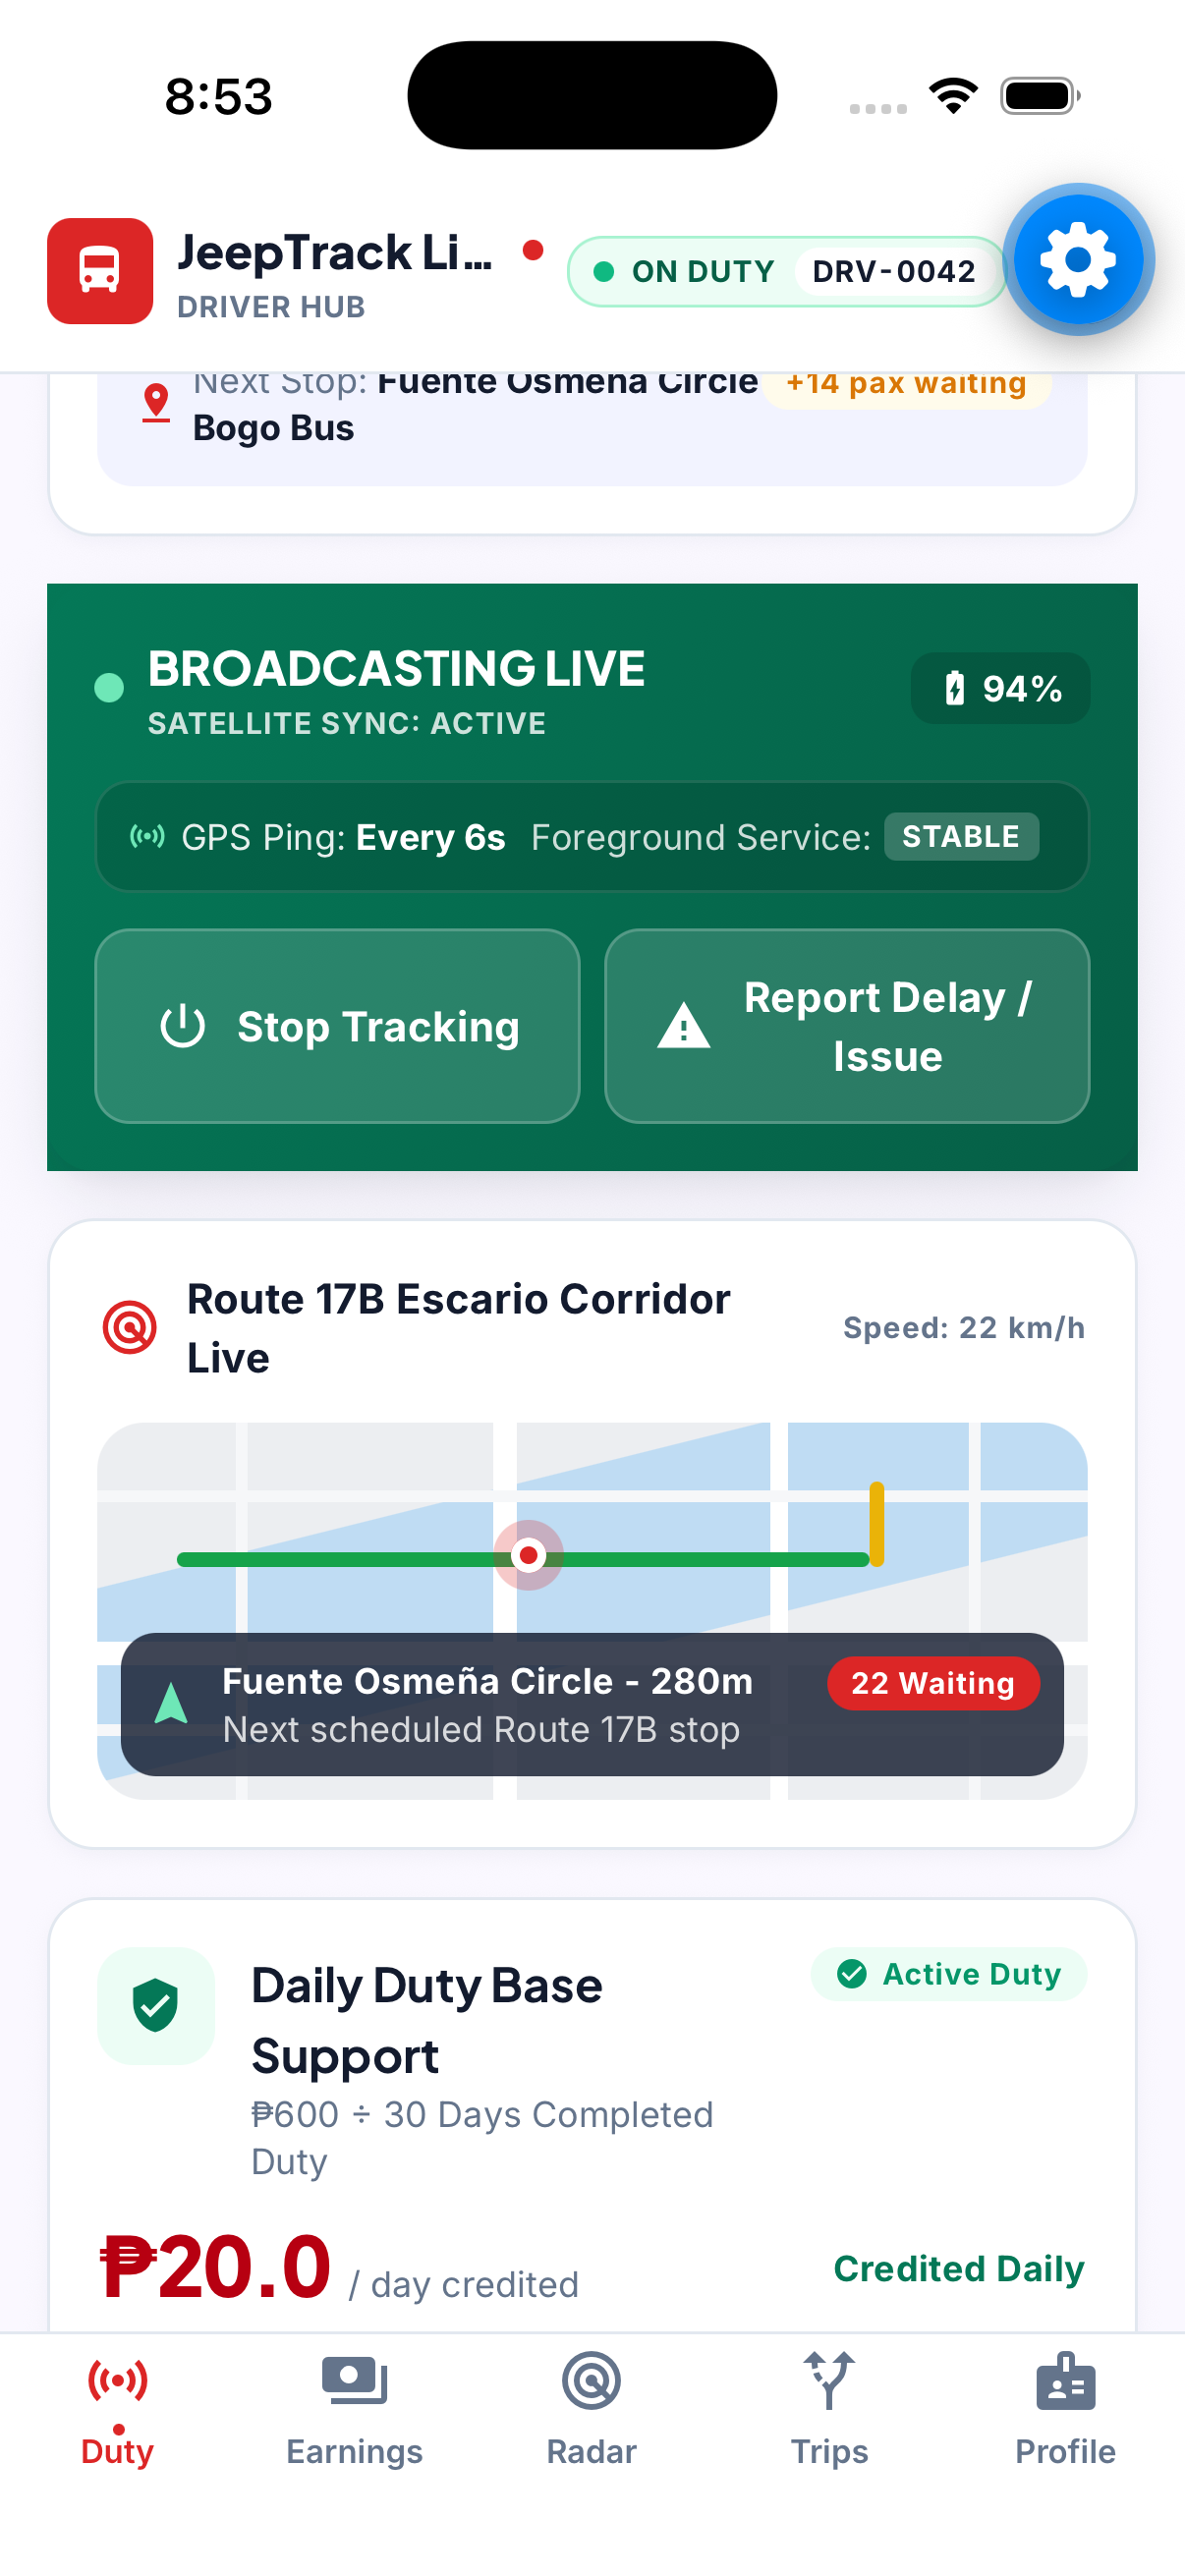 8:53
JeepTrack Li...
DRIVER HUB
ON DUTY
DRV-0042
Next Stop: Fuente Osmeña Circle
Bogo Bus
+14 pax waiting
BROADCASTING LIVE
SATELLITE SYNC: ACTIVE
94%
GPS Ping: Every 6s
Foreground Service:
STABLE
Stop Tracking
Report Delay /
Issue
Route 17B Escario Corridor
Live
Speed: 22 km/h
Fuente Osmeña Circle - 280m
Next scheduled Route 17B stop
22 Waiting
Daily Duty Base
Support
Active Duty
₱600 ÷ 30 Days Completed
Duty
₱20.0 / day credited
Credited Daily
Duty
Earnings
Radar
Trips
Profile